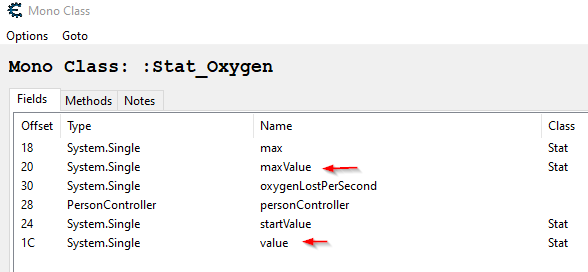 Mono Class
Options Goto
Mono Class: :Stat_Oxygen
Fields Methods Notes
Offset Type Name Class
18 System.Single max Stat
20 System.Single maxValue Stat
30 System.Single oxygenLostPerSecond
28 PersonController personController
24 System.Single startValue Stat
1C System.Single value Stat